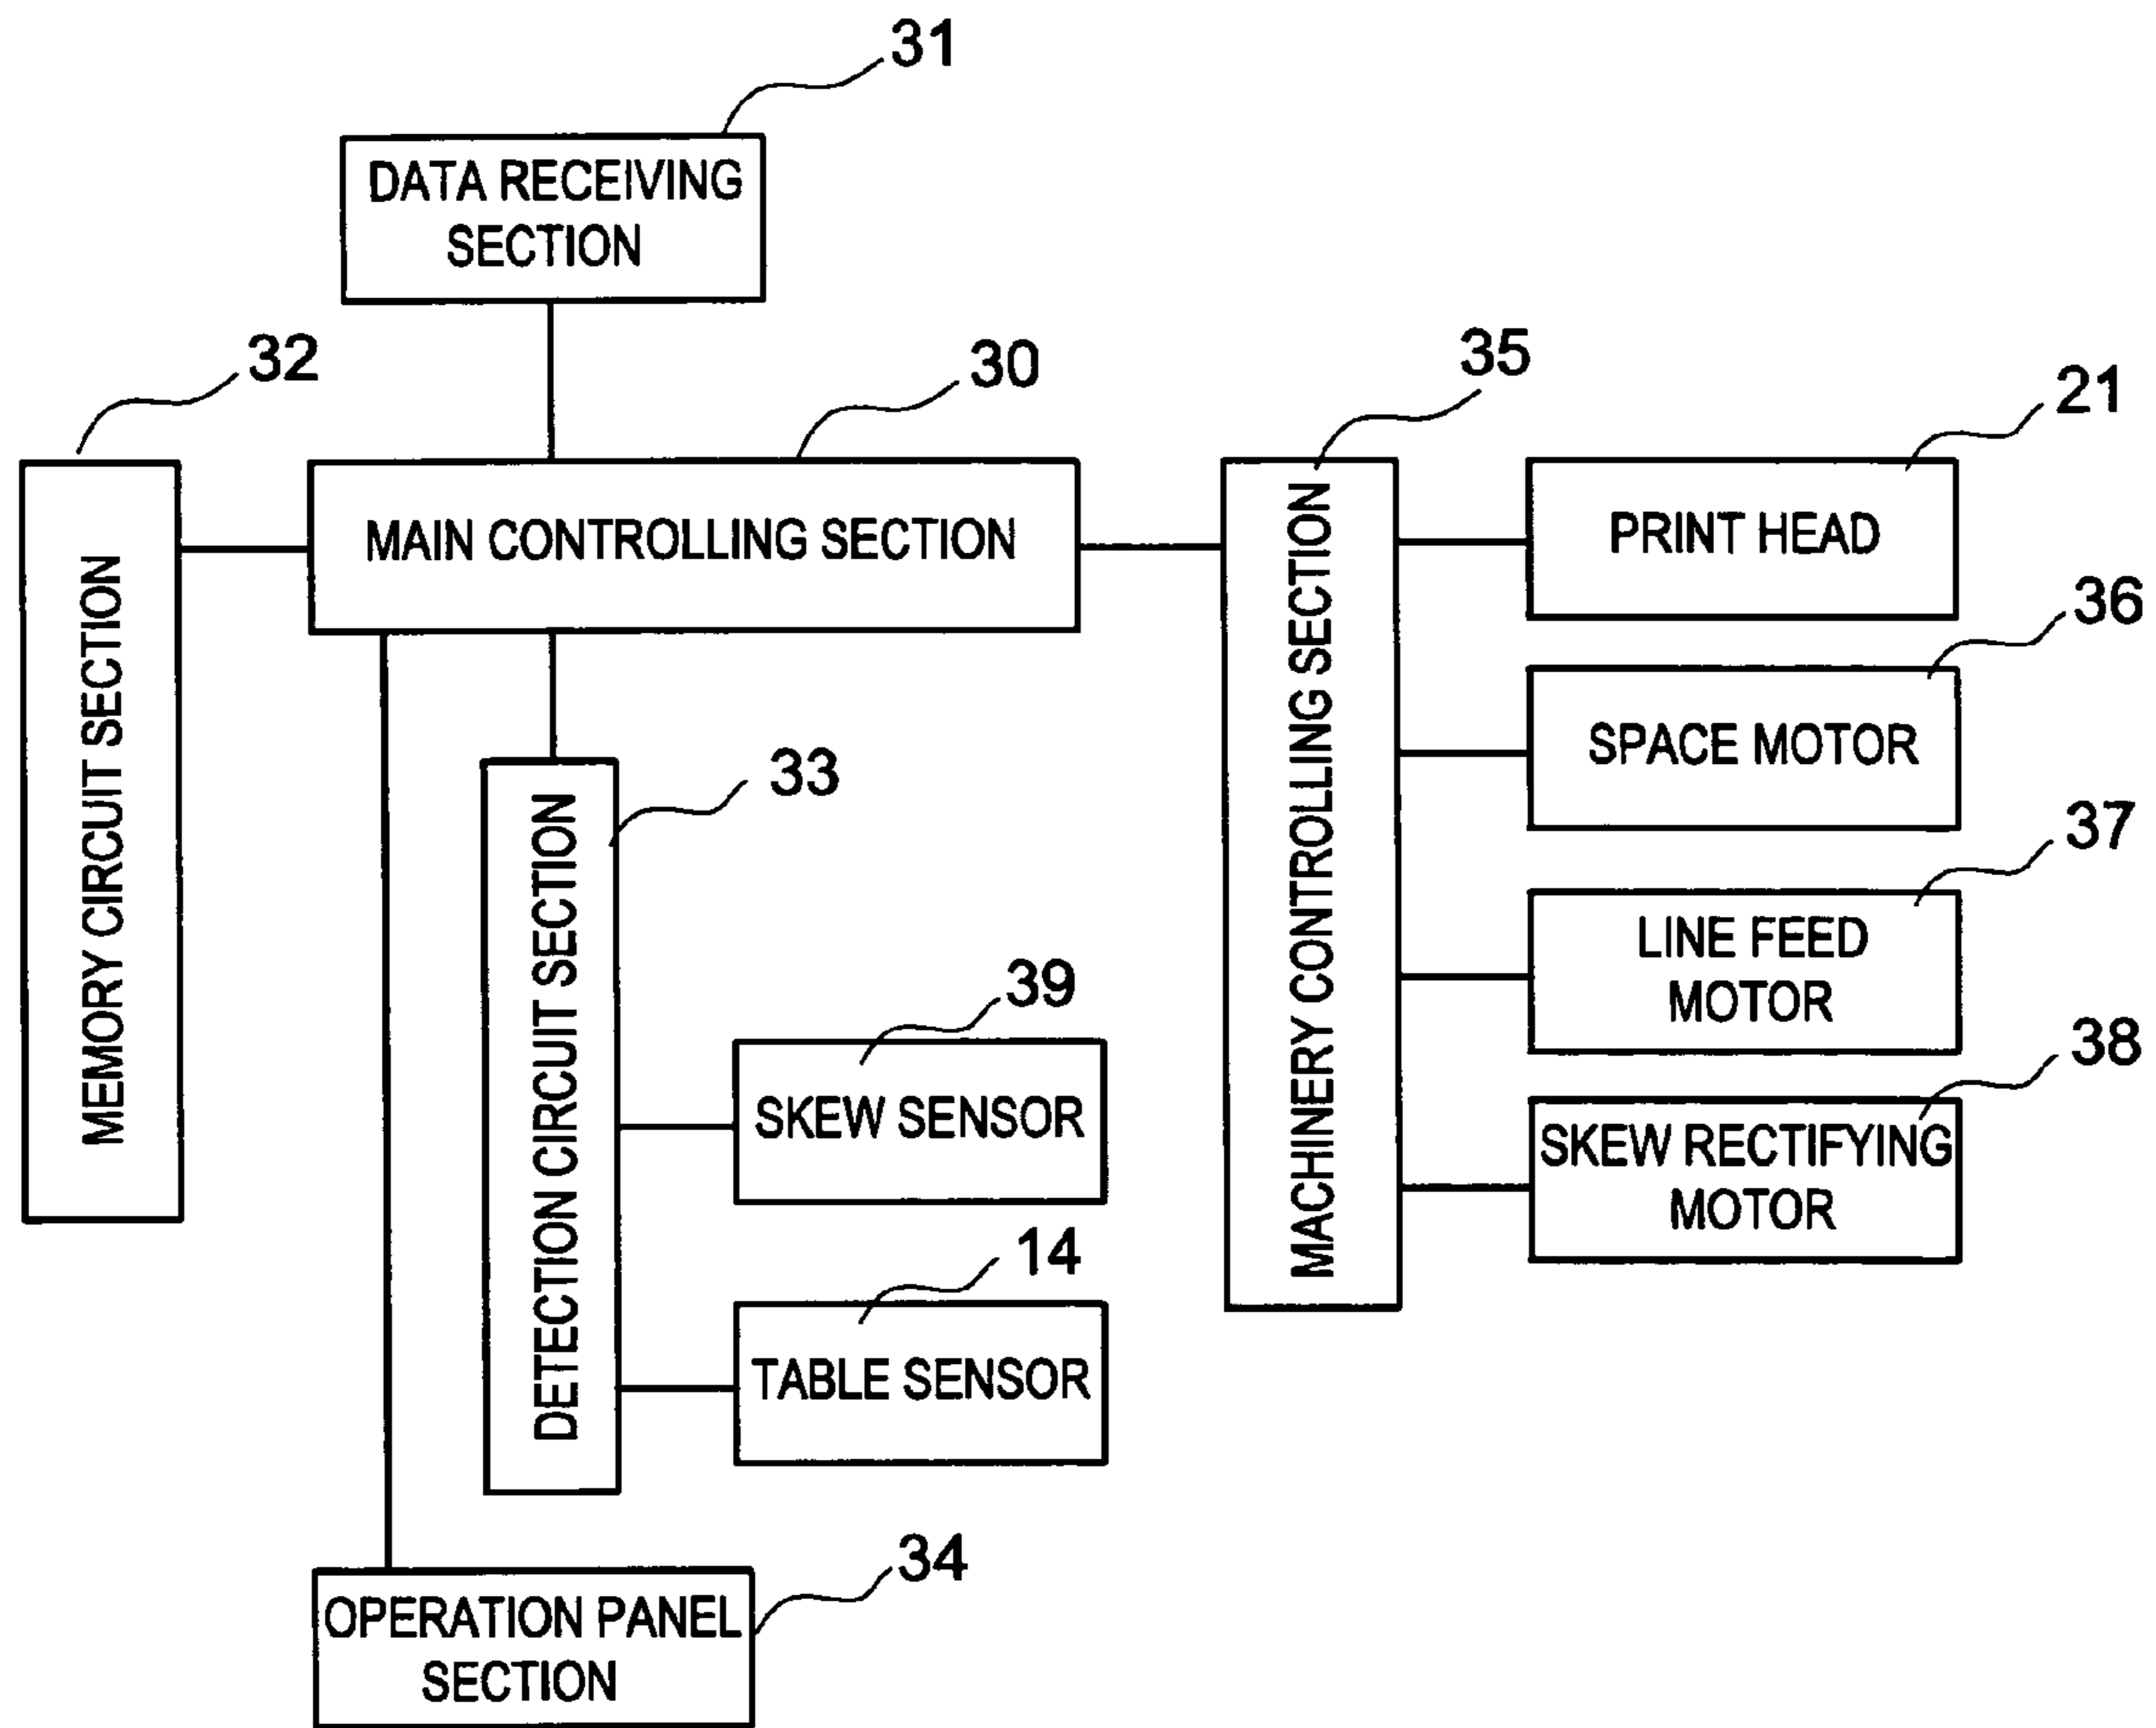 31
DATA RECEIVING
SECTION
32
30
35
21
MEMORY CIRCUIT SECTION
MAIN CONTROLLING SECTION
MACHINERY CONTROLLING SECTION
PRINT HEAD
36
SPACE MOTOR
33
DETECTION CIRCUIT SECTION
37
LINE FEED
MOTOR
39
SKEW SENSOR
38
SKEW RECTIFYING
MOTOR
14
TABLE SENSOR
34
OPERATION PANEL
SECTION